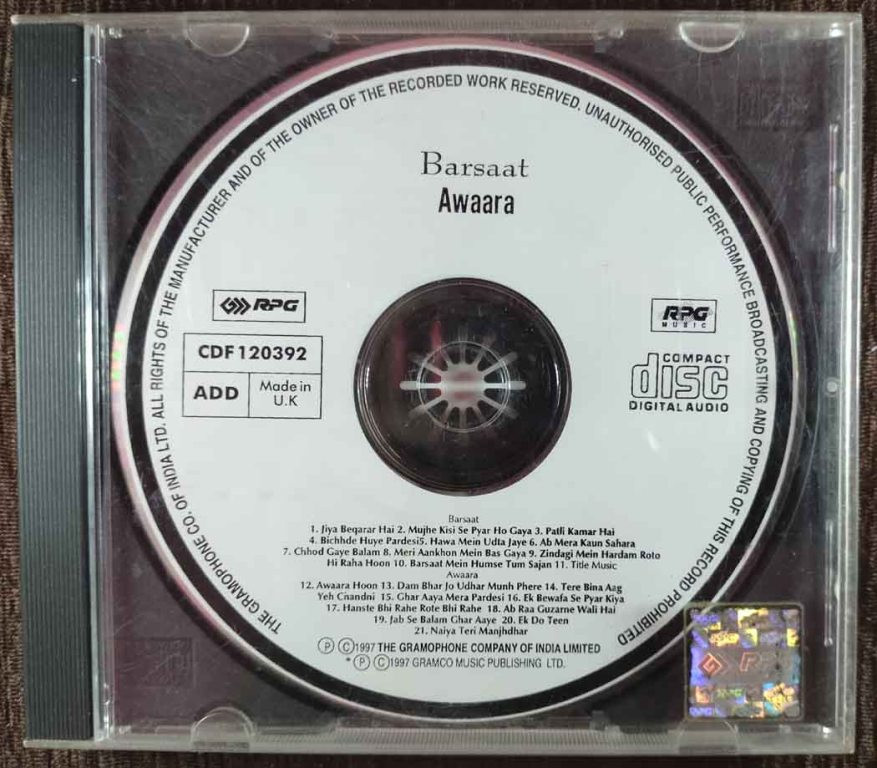 THE GRAMOPHONE CO. OF INDIA LTD. ALL RIGHTS OF THE MANUFACTURER AND OF THE OWNER OF THE RECORDED WORK RESERVED. UNAUTHORISED PUBLIC PERFORMANCE BROADCASTING AND COPYING OF THIS RECORD PROHIBITED
Barsaat
Awaara
RPG
RPG
MUSIC
CDF 120392
ADD
Made in
U.K
COMPACT
disc
DIGITAL AUDIO
Barsaat
1. Jiya Beqarar Hai 2. Mujhe Kisi Se Pyar Ho Gaya 3. Patli Kamar Hai
4. Bichhde Huye Pardesi5. Hawa Mein Udta Jaye 6. Ab Mera Kaun Sahara
7. Chhod Gaye Balam 8. Meri Aankhon Mein Bas Gaya 9. Zindagi Mein Hardam Roto
Hi Raha Hoon 10. Barsaat Mein Humse Tum Sajan 11. Title Music
Awaara
12. Awaara Hoon 13. Dam Bhar Jo Udhar Munh Phere 14. Tere Bina Aag
Yeh Chandni 15. Ghar Aaya Mera Pardesi 16. Ek Bewafa Se Pyar Kiya
17. Hanste Bhi Rahe Rote Bhi Rahe 18. Ab Raa Guzarne Wali Hai
19. Jab Se Balam Ghar Aaye 20. Ek Do Teen
21. Naiya Teri Manjhdhar
Ⓟ Ⓒ1997 THE GRAMOPHONE COMPANY OF INDIA LIMITED
* Ⓟ Ⓒ1997 GRAMCO MUSIC PUBLISHING LTD.
RPG
RPG